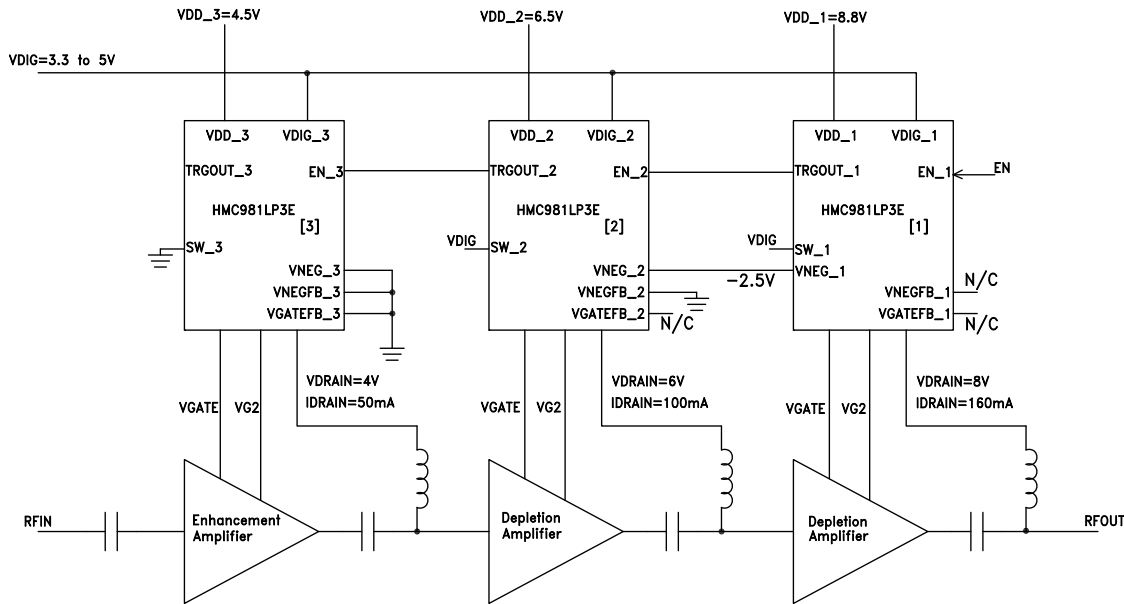 VDD_3=4.5V
VDD_2=6.5V
VDD_1=8.8V
VDIG=3.3 to 5V
VDD_3 VDIG_3
VDD_2 VDIG_2
VDD_1 VDIG_1
TRGOUT_3
EN_3
TRGOUT_2
EN_2
TRGOUT_1
EN_1
EN
HMC981LP3E
[3]
HMC981LP3E
[2]
HMC981LP3E
[1]
SW_3
VDIG
SW_2
VDIG
SW_1
VNEG_3
VNEGFB_3
VGATEFB_3
VNEG_2
VNEGFB_2
VGATEFB_2
N/C
-2.5V
VNEG_1
VNEGFB_1
VGATEFB_1
N/C
N/C
VDRAIN=4V
IDRAIN=50mA
VDRAIN=6V
IDRAIN=100mA
VDRAIN=8V
IDRAIN=160mA
VGATE
VG2
VGATE
VG2
VGATE
VG2
RFIN
Enhancement
Amplifier
Depletion
Amplifier
Depletion
Amplifier
RFOUT